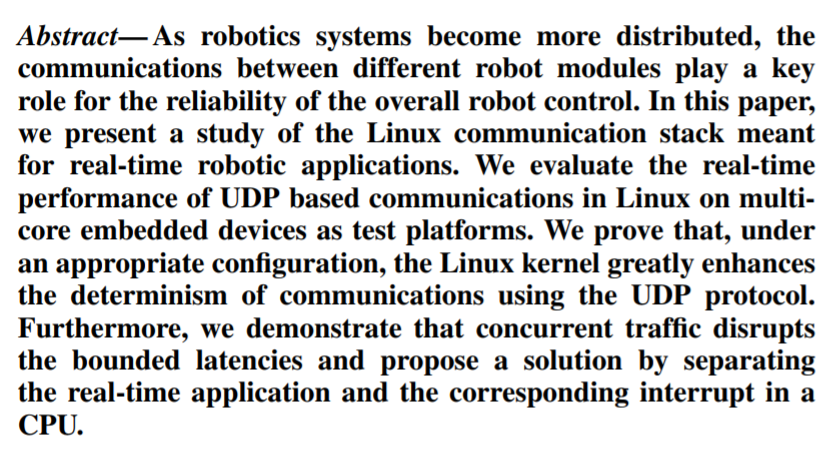 Abstract— As robotics systems become more distributed, the
communications between different robot modules play a key
role for the reliability of the overall robot control. In this paper,
we present a study of the Linux communication stack meant
for real-time robotic applications. We evaluate the real-time
performance of UDP based communications in Linux on multi-
core embedded devices as test platforms. We prove that, under
an appropriate configuration, the Linux kernel greatly enhances
the determinism of communications using the UDP protocol.
Furthermore, we demonstrate that concurrent traffic disrupts
the bounded latencies and propose a solution by separating
the real-time application and the corresponding interrupt in a
CPU.